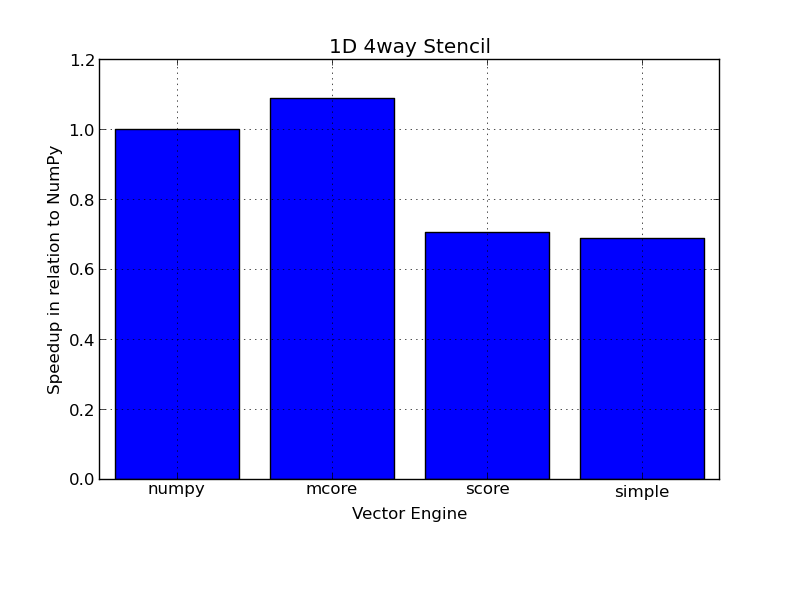 1D 4way Stencil
Speedup in relation to NumPy
1.2
1.0
0.8
0.6
0.4
0.2
0.0
numpy mcore score simple
Vector Engine